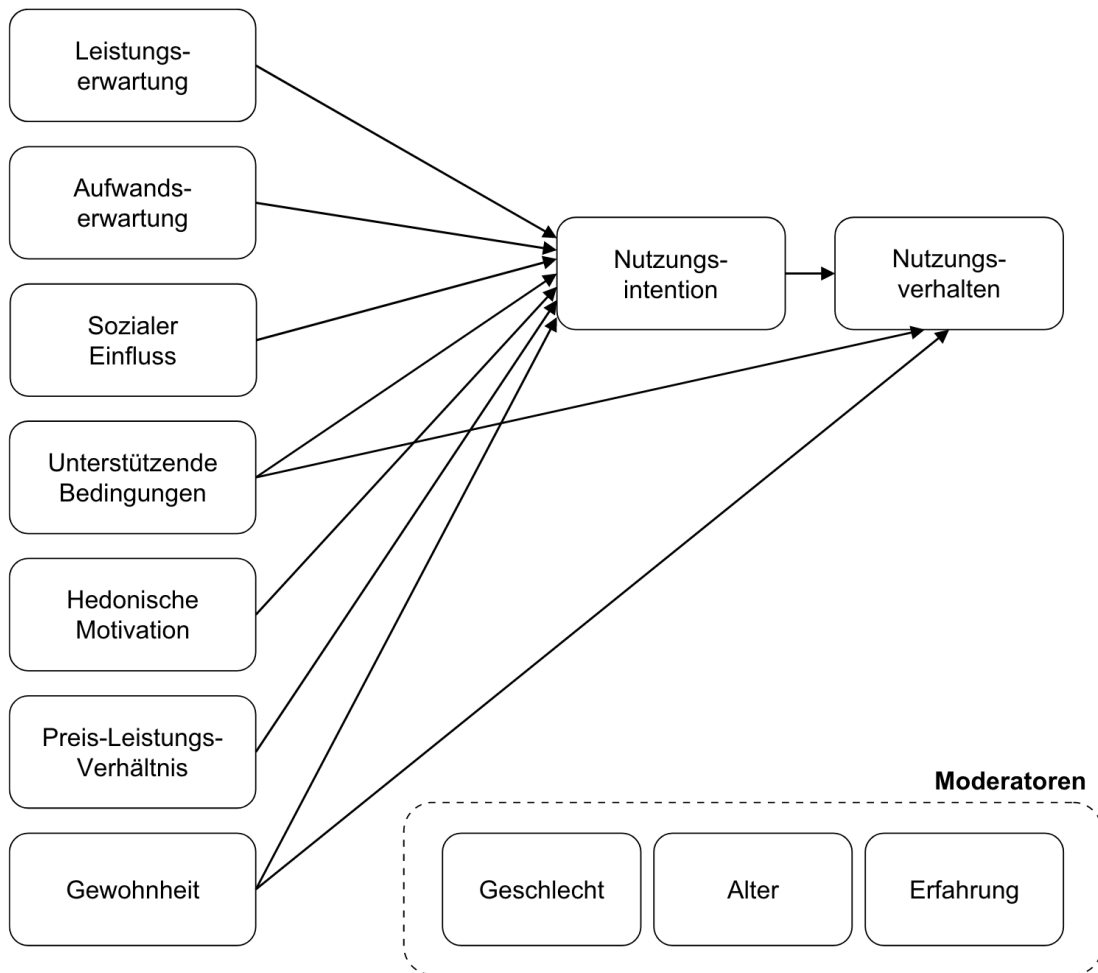 Leistungs-
erwartung
Aufwands-
erwartung
Sozialer
Einfluss
Unterstützende
Bedingungen
Hedonische
Motivation
Preis-Leistungs-
Verhältnis
Gewohnheit
Nutzungs-
intention
Nutzungs-
verhalten
Moderatoren
Geschlecht
Alter
Erfahrung